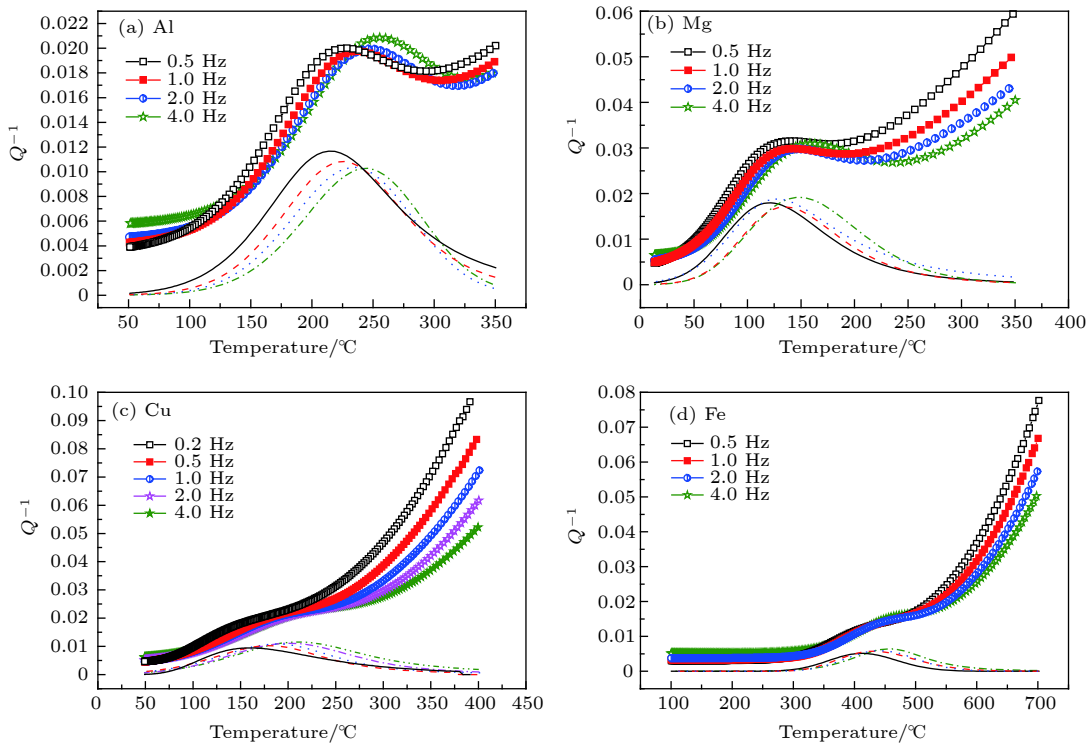 (a) Al
0.5 Hz
1.0 Hz
2.0 Hz
4.0 Hz
Q⁻¹
0.022
0.020
0.018
0.016
0.014
0.012
0.010
0.008
0.006
0.004
0.002
0
50 100 150 200 250 300 350
Temperature/℃
(b) Mg
0.5 Hz
1.0 Hz
2.0 Hz
4.0 Hz
Q⁻¹
0.06
0.05
0.04
0.03
0.02
0.01
0
0 50 100 150 200 250 300 350 400
Temperature/℃
(c) Cu
0.2 Hz
0.5 Hz
1.0 Hz
2.0 Hz
4.0 Hz
Q⁻¹
0.10
0.09
0.08
0.07
0.06
0.05
0.04
0.03
0.02
0.01
0
0 50 100 150 200 250 300 350 400 450
Temperature/℃
(d) Fe
0.5 Hz
1.0 Hz
2.0 Hz
4.0 Hz
Q⁻¹
0.08
0.07
0.06
0.05
0.04
0.03
0.02
0.01
0
100 200 300 400 500 600 700
Temperature/℃